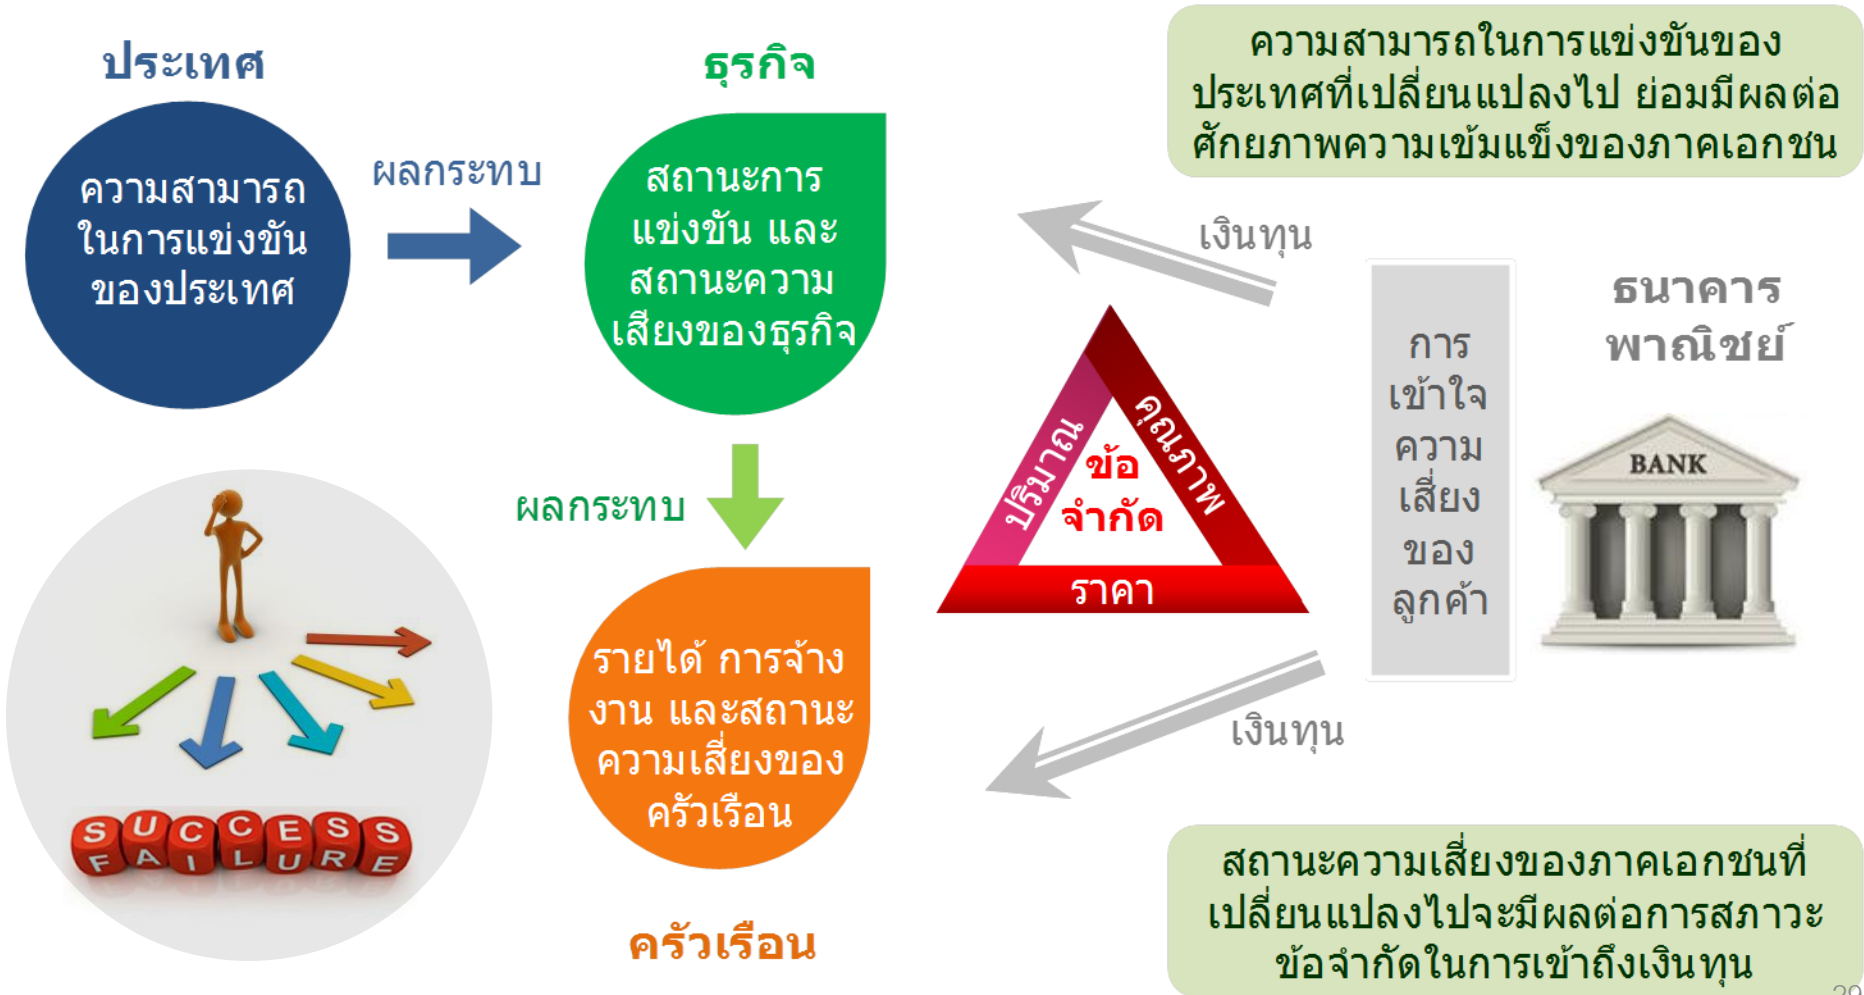 ประเทศ
ความสามารถ
ในการแข่งขัน
ของประเทศ
ผลกระทบ
ธุรกิจ
สถานะการ
แข่งขัน และ
สถานะความ
เสี่ยงของธุรกิจ
ผลกระทบ
รายได้ การจ้าง
งาน และสถานะ
ความเสี่ยงของ
ครัวเรือน
ครัวเรือน
SUCCESS
FAILURE
ความสามารถในการแข่งขันของ
ประเทศที่เปลี่ยนแปลงไป ย่อมมีผลต่อ
ศักยภาพความเข้มแข็งของภาคเอกชน
เงินทุน
ปริมาณ
คุณภาพ
ข้อ
จำกัด
ราคา
เงินทุน
การ
เข้าใจ
ความ
เสี่ยง
ของ
ลูกค้า
ธนาคาร
พาณิชย์
BANK
สถานะความเสี่ยงของภาคเอกชนที่
เปลี่ยนแปลงไปจะมีผลต่อการสภาวะ
ข้อจำกัดในการเข้าถึงเงินทุน